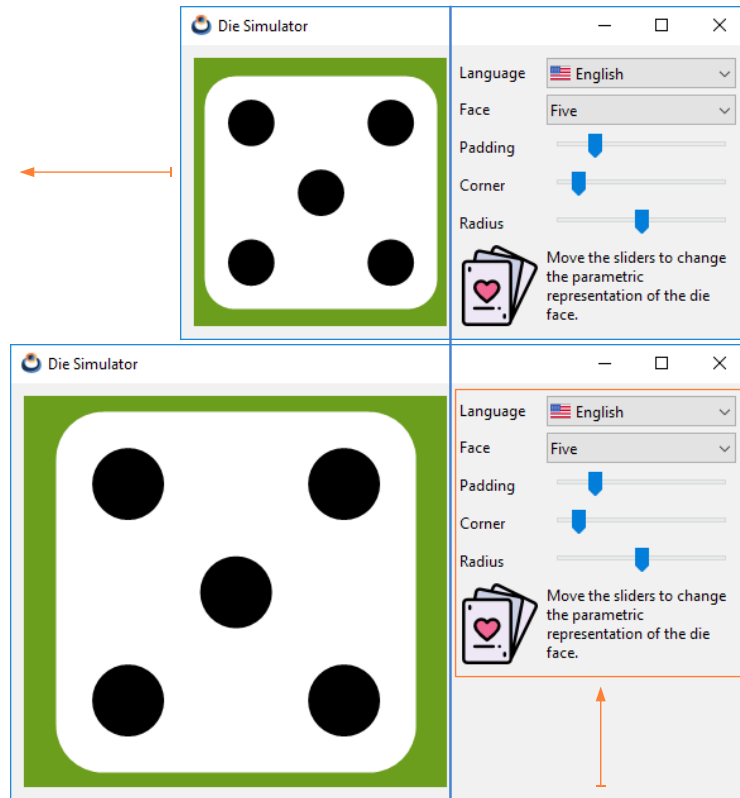 Die Simulator
Language English
Face Five
Padding
Corner
Radius
Move the sliders to change
the parametric
representation of the die
face.
Die Simulator
Language English
Face Five
Padding
Corner
Radius
Move the sliders to change
the parametric
representation of the die
face.